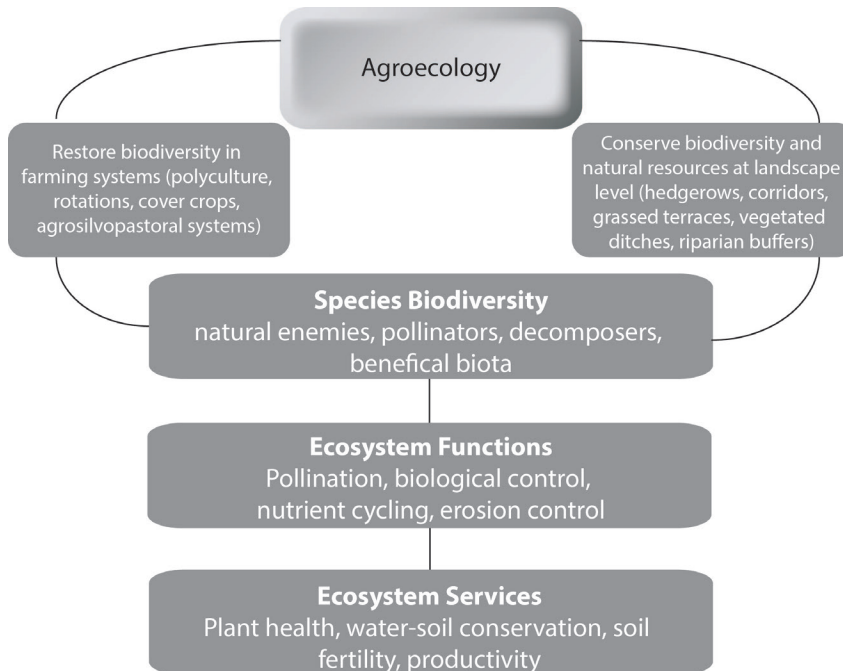 Agroecology
Restore biodiversity in
farming systems (polyculture,
rotations, cover crops,
agrosilvopastoral systems)
Conserve biodiversity and
natural resources at landscape
level (hedgerows, corridors,
grassed terraces, vegetated
ditches, riparian buffers)
Species Biodiversity
natural enemies, pollinators, decomposers,
benefical biota
Ecosystem Functions
Pollination, biological control,
nutrient cycling, erosion control
Ecosystem Services
Plant health, water-soil conservation, soil
fertility, productivity